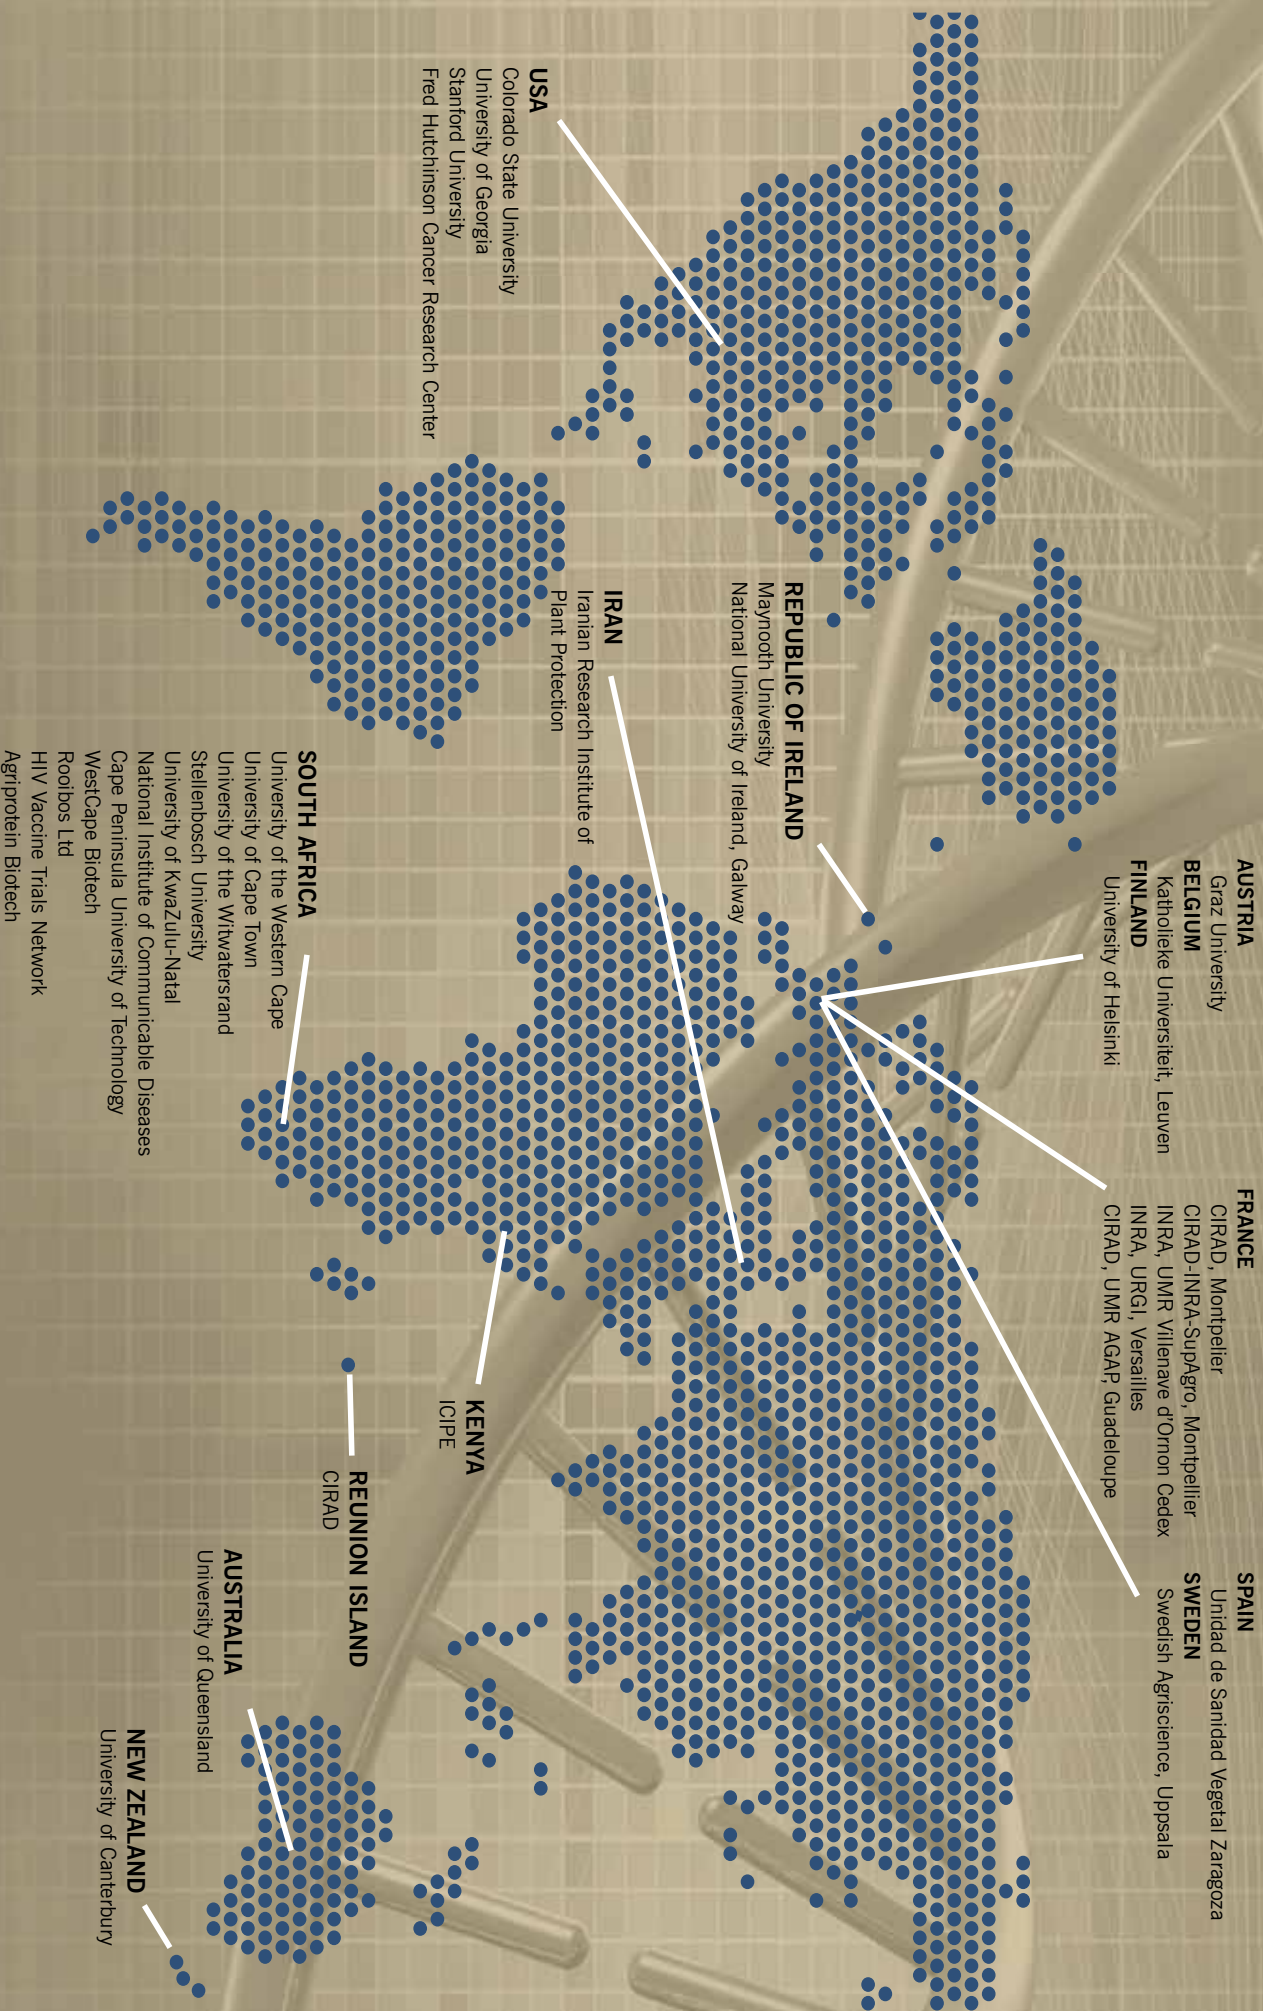 AUSTRIA
Graz University
BELGIUM
Katholieke Universiteit, Leuven
FINLAND
University of Helsinki
FRANCE
CIRAD, Montpelier
CIRAD-INRA-SupAgro, Montpellier
INRA, UMR Villenave d'Ornon Cedex
INRA, URGI, Versailles
CIRAD, UMR AGAP, Guadeloupe
SPAIN
Unidad de Sanidad Vegetal Zaragoza
SWEDEN
Swedish Agriscience, Uppsala
REPUBLIC OF IRELAND
Maynooth University
National University of Ireland, Galway
IRAN
Iranian Research Institute of
Plant Protection
USA
Colorado State University
University of Georgia
Stanford University
Fred Hutchinson Cancer Research Center
KENYA
ICIPE
REUNION ISLAND
CIRAD
SOUTH AFRICA
University of the Western Cape
University of Cape Town
University of the Witwatersrand
Stellenbosch University
University of KwaZulu-Natal
National Institute of Communicable Diseases
Cape Peninsula University of Technology
WestCape Biotech
Rooibos Ltd
HIV Vaccine Trials Network
Agriprotein Biotech
AUSTRALIA
University of Queensland
NEW ZEALAND
University of Canterbury